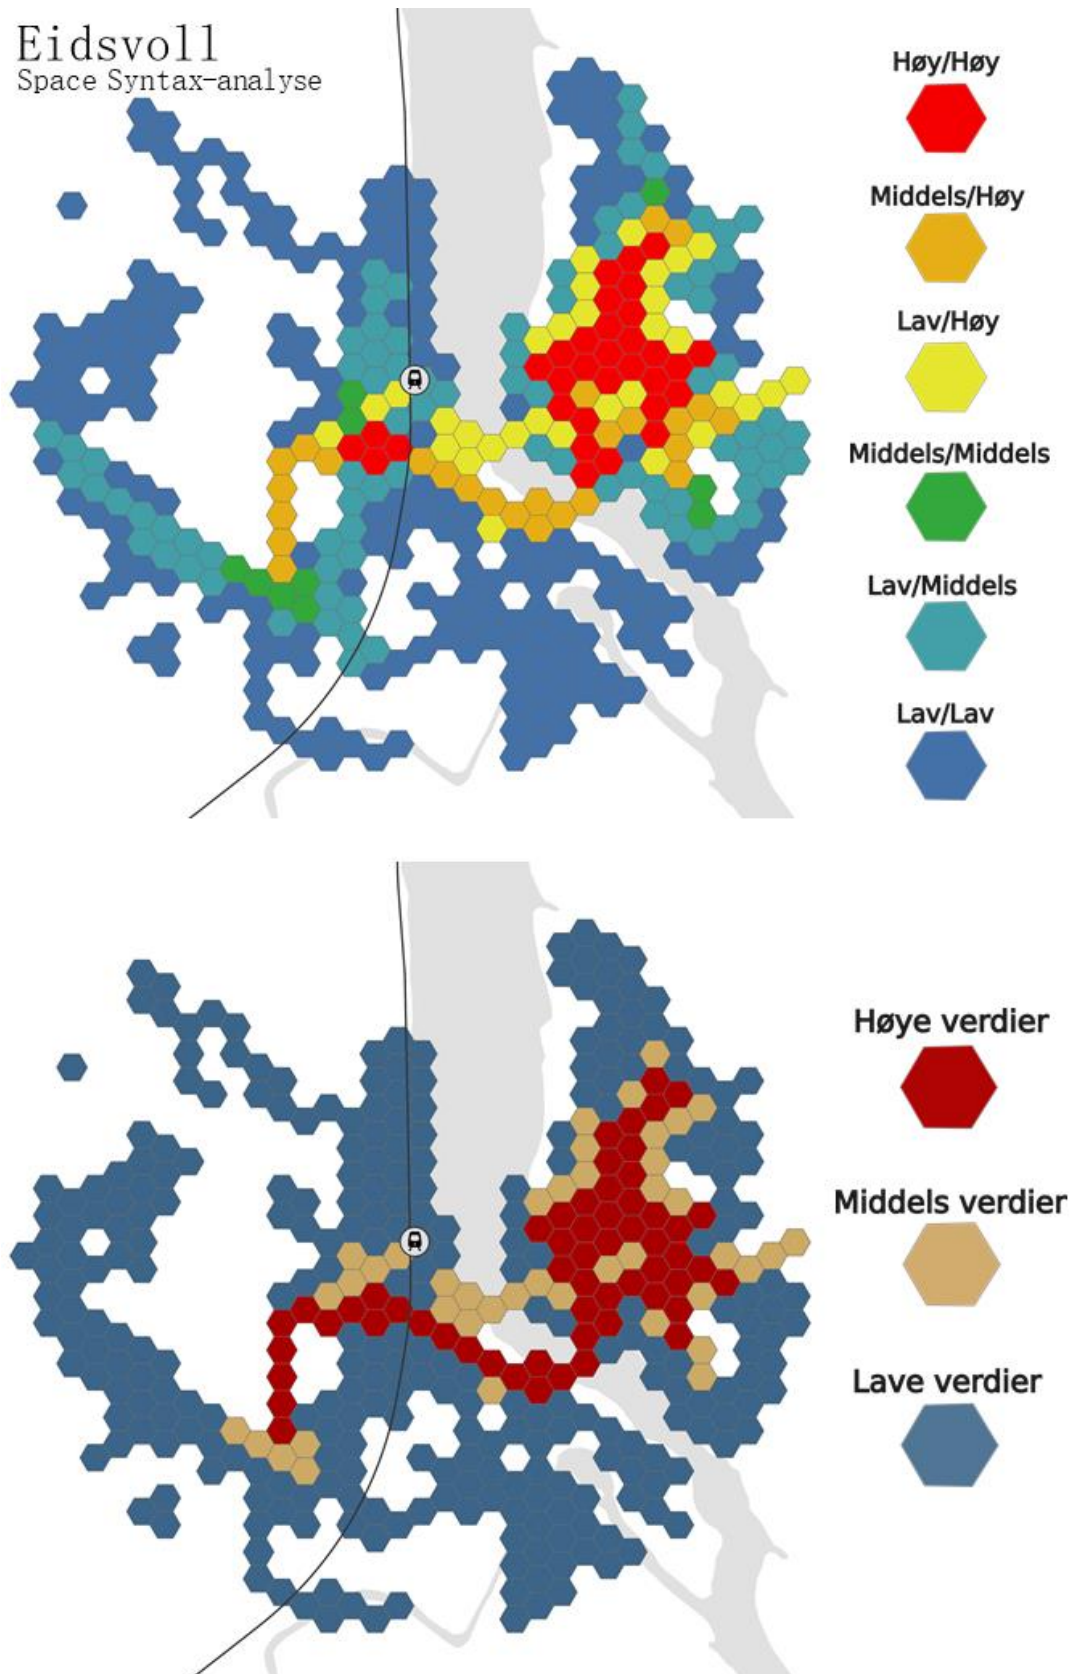 Eidsvoll
Space Syntax-analyse
Høy/Høy
Middels/Høy
Lav/Høy
Middels/Middels
Lav/Middels
Lav/Lav
Høye verdier
Middels verdier
Lave verdier